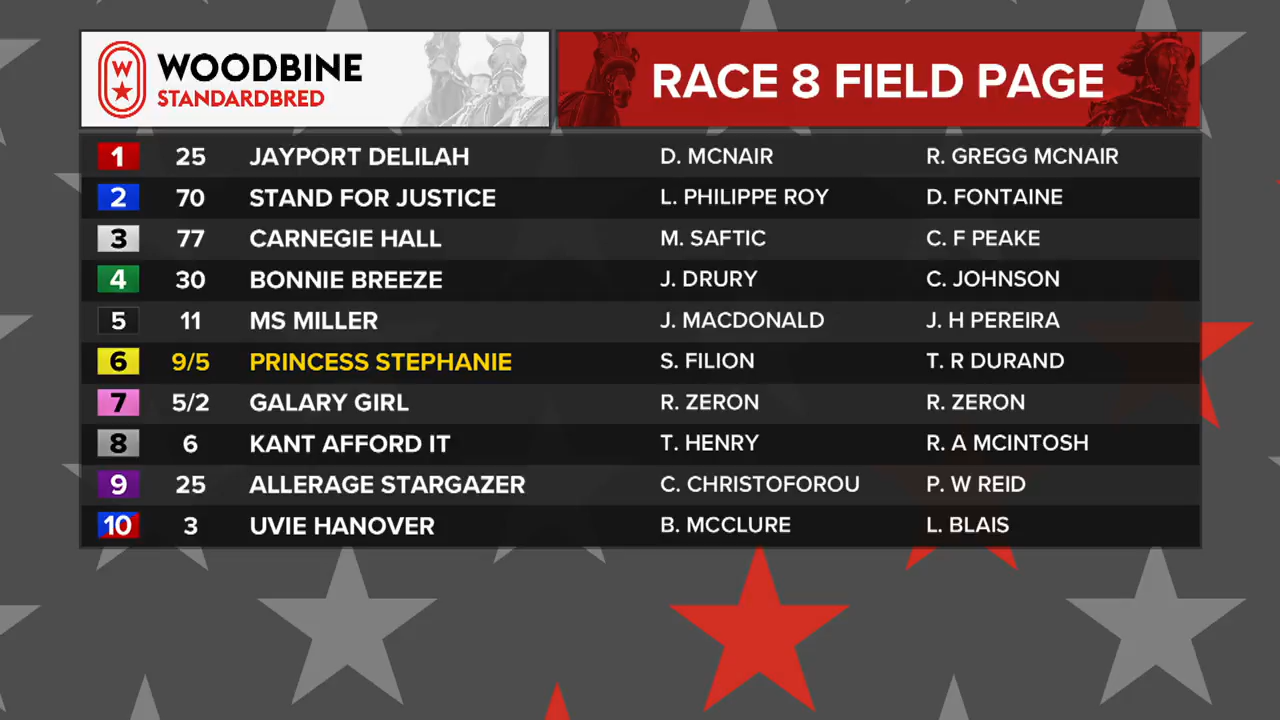 W
WOODBINE
STANDARDBRED
RACE 8 FIELD PAGE
1 25 JAYPORT DELILAH D. MCNAIR R. GREGG MCNAIR
2 70 STAND FOR JUSTICE L. PHILIPPE ROY D. FONTAINE
3 77 CARNEGIE HALL M. SAFTIC C. F PEAKE
4 30 BONNIE BREEZE J. DRURY C. JOHNSON
5 11 MS MILLER J. MACDONALD J. H PEREIRA
6 9/5 PRINCESS STEPHANIE S. FILION T. R DURAND
7 5/2 GALARY GIRL R. ZERON R. ZERON
8 6 KANT AFFORD IT T. HENRY R. A MCINTOSH
9 25 ALLERAGE STARGAZER C. CHRISTOFOROU P. W REID
10 3 UVIE HANOVER B. MCCLURE L. BLAIS